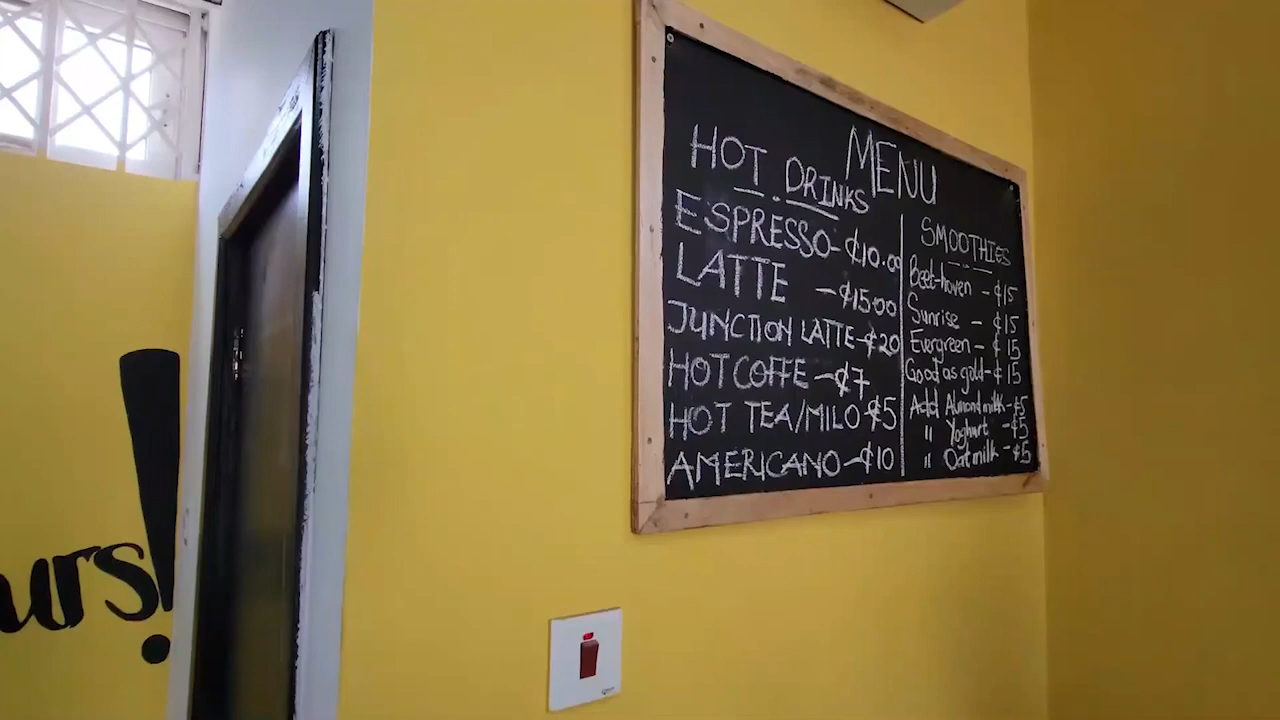 MENU
HOT DRINKS
ESPRESSO-₵10.00
LATTE -₵15.00
JUNCTION LATTE-₵20
HOT COFFE-₵7
HOT TEA/MILO ₵5
AMERICANO-₵10
SMOOTHIES
Beet-hoven - ₵15
Sunrise - ₵15
Evergreen - ₵15
Good as gold-₵15
Add Almond milk-₵5
" Yoghurt -₵5
" Oat milk -₵5
urs!